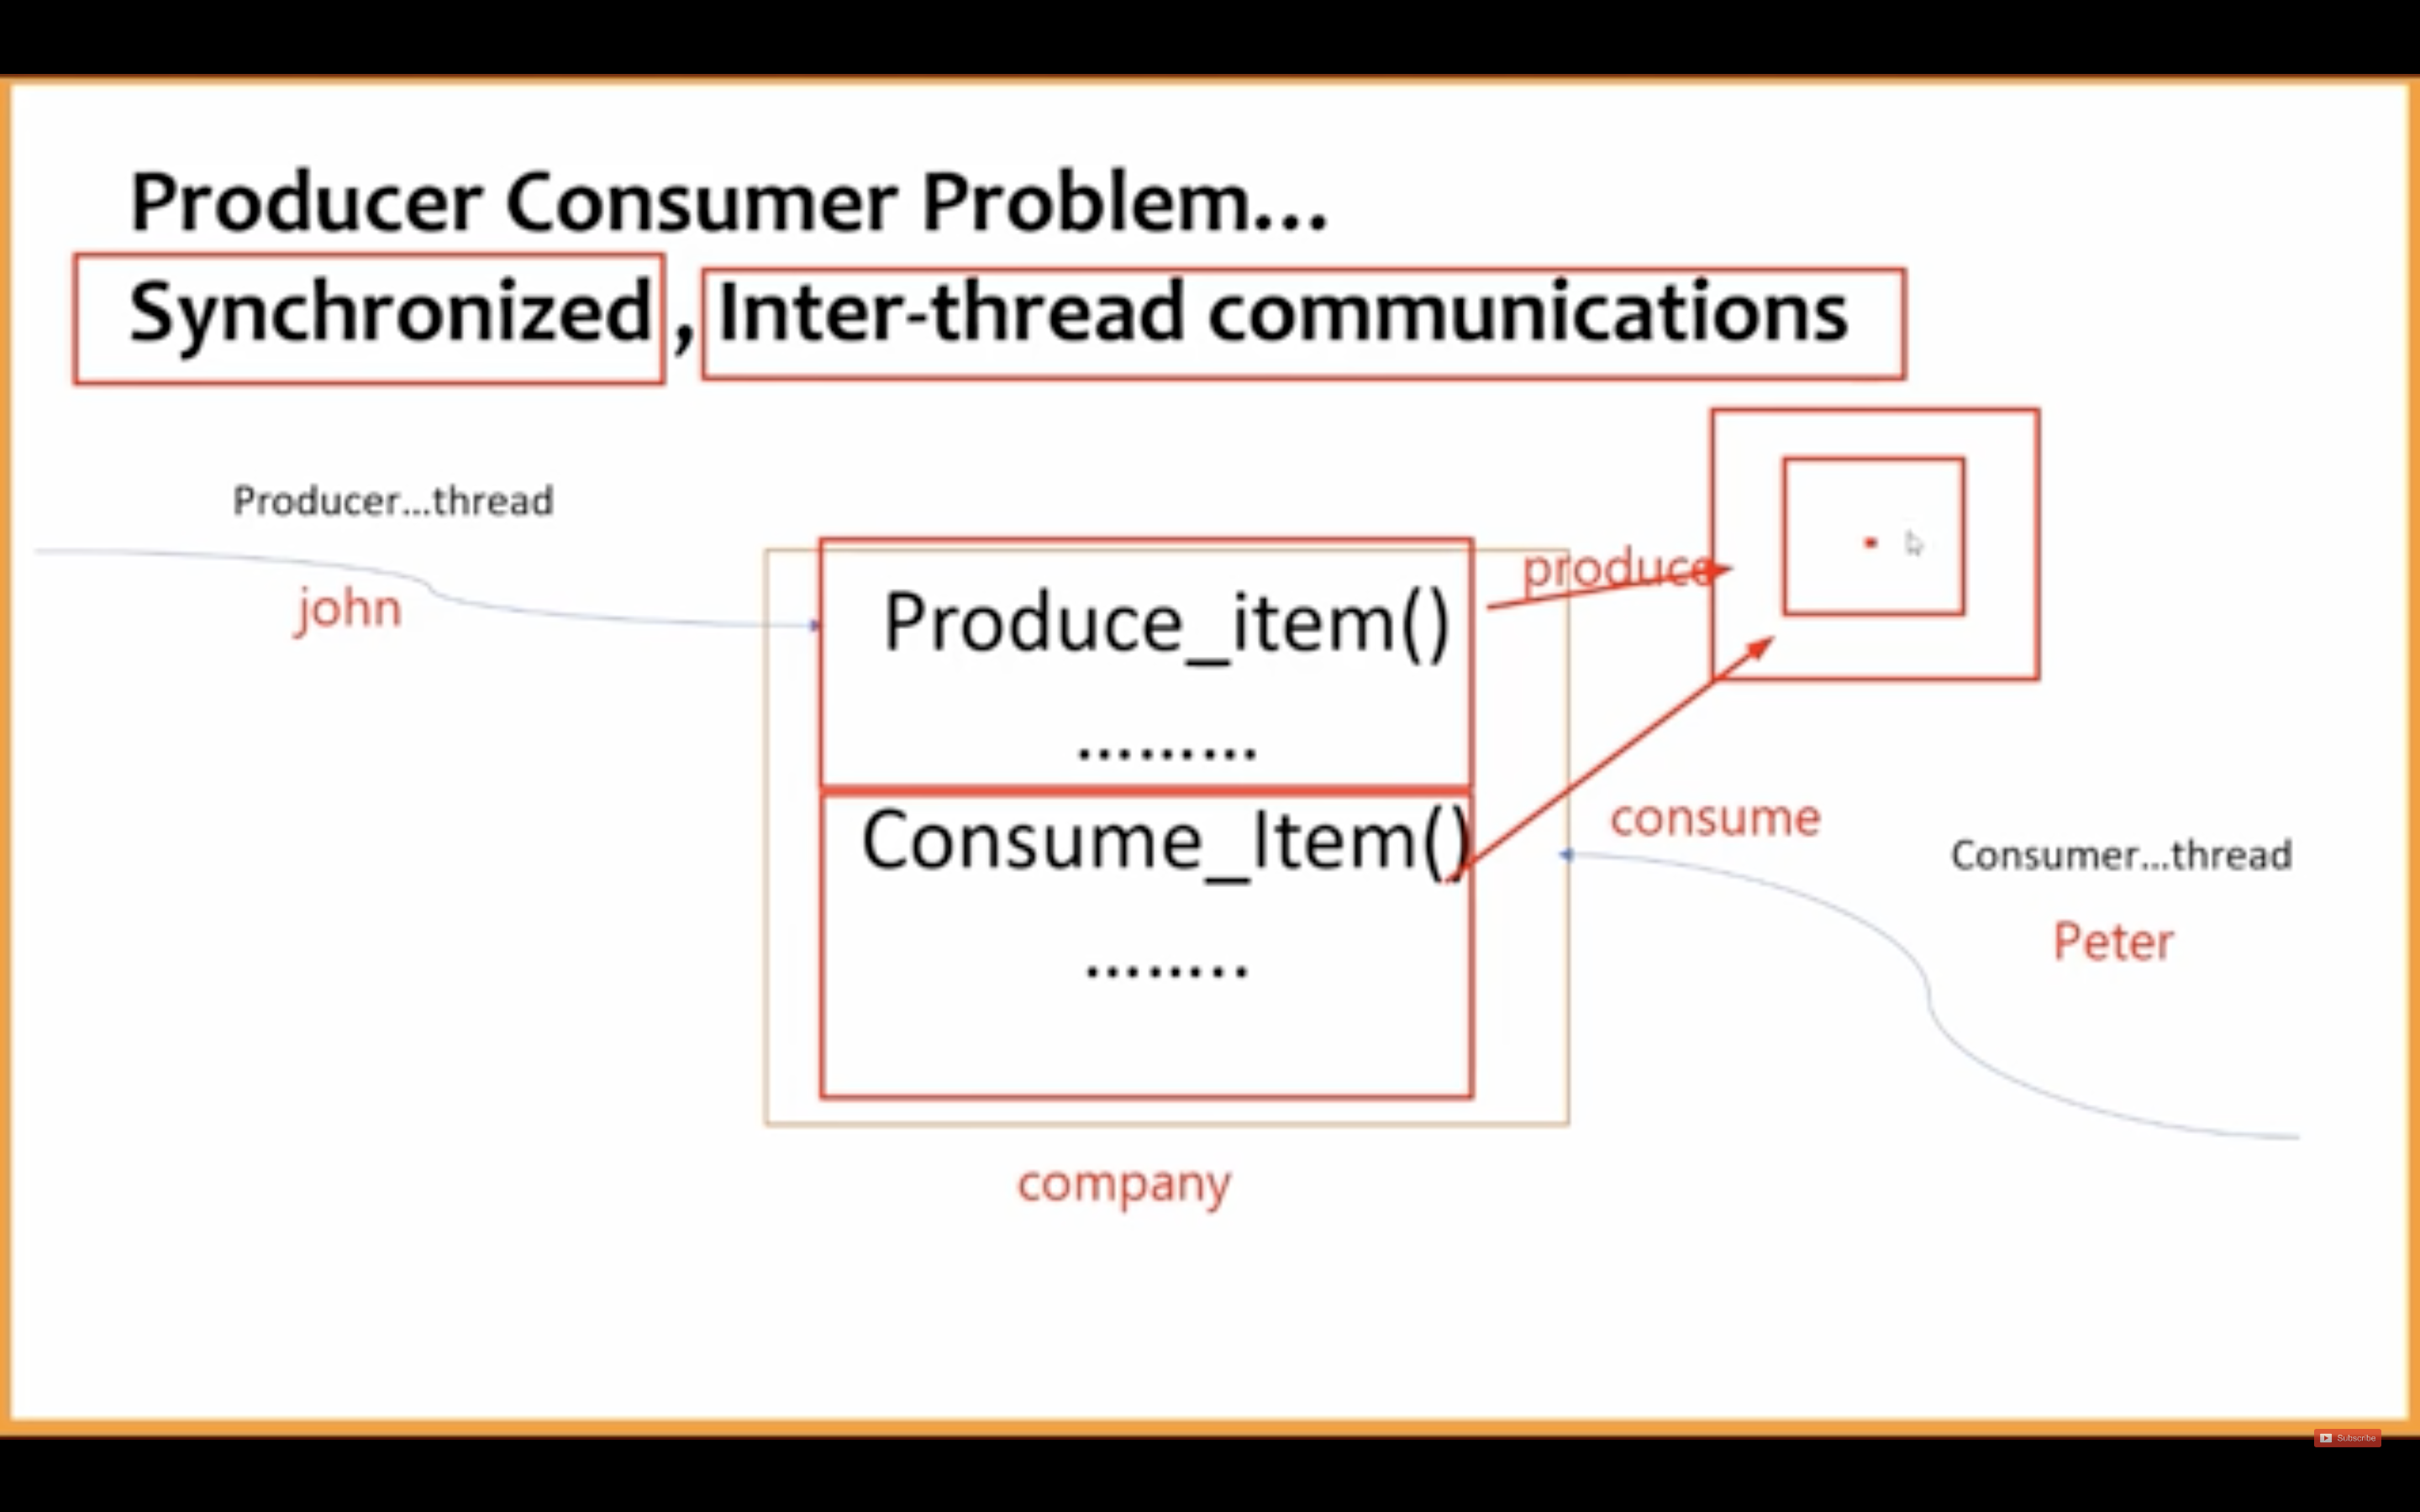 Producer Consumer Problem...
Synchronized , Inter-thread communications
Producer...thread
john
Produce_item()
.........
produce
Consume_Item()
........
consume
Consumer...thread
Peter
company
Subscribe